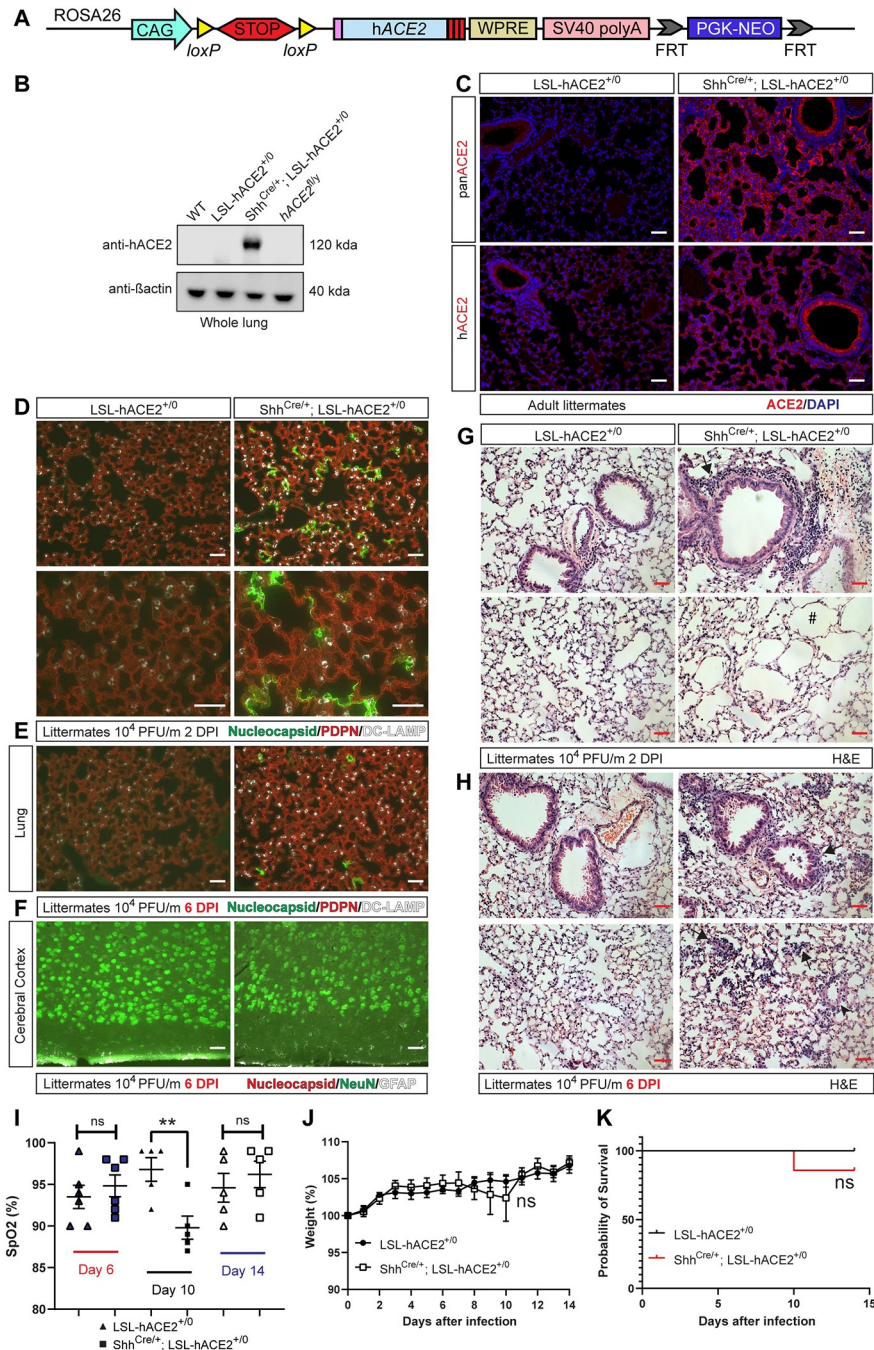 A
ROSA26
CAG
loxP
STOP
loxP
hACE2
WPRE
SV40 polyA
FRT
PGK-NEO
FRT
B
WT
LSL-hACE2+/0
ShhCre/+; LSL-hACE2+/0
hACE2fl/y
anti-hACE2
120 kda
anti-ßactin
40 kda
Whole lung
C
LSL-hACE2+/0
ShhCre/+; LSL-hACE2+/0
panACE2
hACE2
Adult littermates
ACE2/DAPI
D
LSL-hACE2+/0
ShhCre/+; LSL-hACE2+/0
E
Littermates 10⁴ PFU/m 2 DPI
Nucleocapsid/PDPN/DC-LAMP
Lung
F
Littermates 10⁴ PFU/m 6 DPI
Nucleocapsid/PDPN/DC-LAMP
Cerebral Cortex
Littermates 10⁴ PFU/m 6 DPI
Nucleocapsid/NeuN/GFAP
G
LSL-hACE2+/0
ShhCre/+; LSL-hACE2+/0
#
Littermates 10⁴ PFU/m 2 DPI
H&E
H
Littermates 10⁴ PFU/m 6 DPI
H&E
I
ns
**
ns
SpO2 (%)
100
95
90
85
80
Day 6
Day 10
Day 14
LSL-hACE2+/0
ShhCre/+; LSL-hACE2+/0
J
Weight (%)
110
105
100
95
90
ns
LSL-hACE2+/0
ShhCre/+; LSL-hACE2+/0
0 2 4 6 8 10 12 14
Days after infection
K
Probability of Survival
100
50
0
ns
LSL-hACE2+/0
ShhCre/+; LSL-hACE2+/0
0 5 10 15
Days after infection